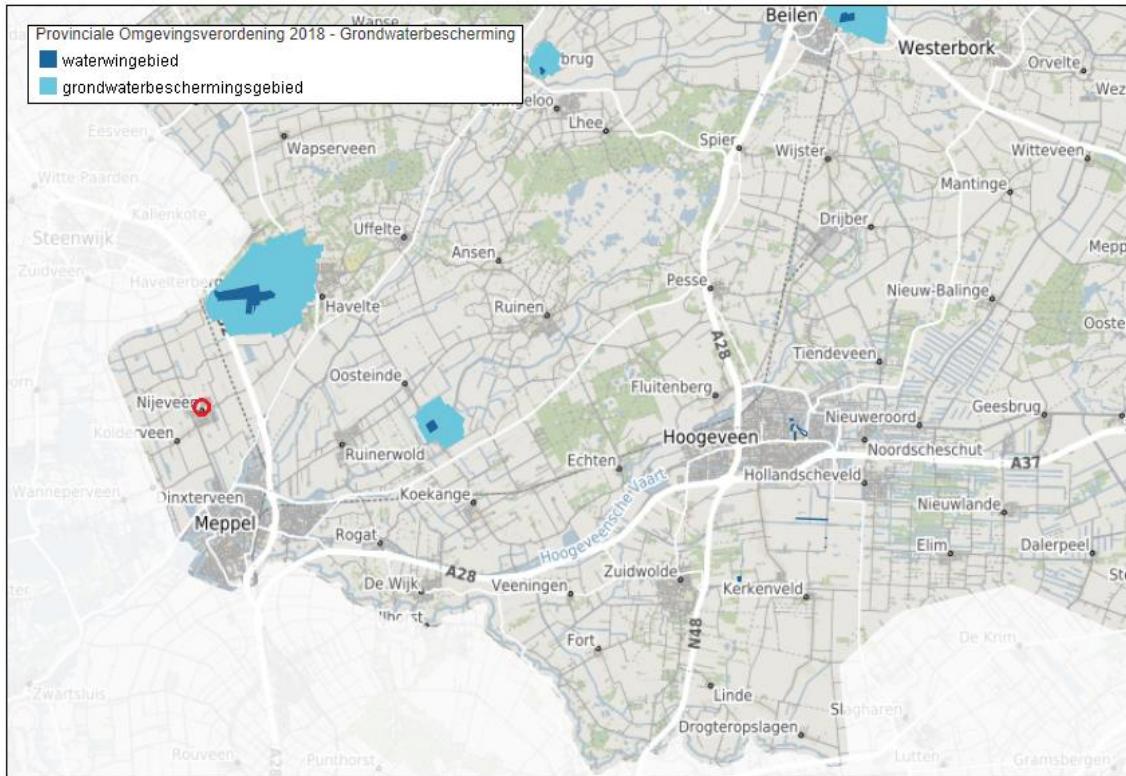 Provinciale Omgevingsverordening 2018 - Grondwaterbescherming
waterwingebied
grondwaterbeschermingsgebied
Wapse
Beilen
Westerbork
Orvelte
Lhee
Spier
Wijster
Witteveen
Eesveen
Wapserveen
Witte Paarden
Mantinge
Kallenkote
Steenwijk
Uffelte
Drijber
Zuidveen
Ansen
Havelterberg
Pesse
Havelte
Ruinen
Nieuw-Balinge
A28
Tiendeveen
Oosteinde
Fluitenberg
Nijeveen
Kolderveen
Ruinerwold
Hoogeveen
Nieuweroord
Geesbrug
Noordscheschut
A37
Echten
Hollandscheveld
Wanneperveen
Dinxterveen
Koekange
Nieuwlande
Meppel
Rogat
Hoogeveensche Vaart
Elim
Dalerpeel
A28
De Wijk
Veeningen
Zuidwolde
Kerkenveld
N48
Fort
De Krim
Zwartsluis
Linde
Drogteropslagen
Rouveen
Punthorst
A28
Lutten
Gramsbergen